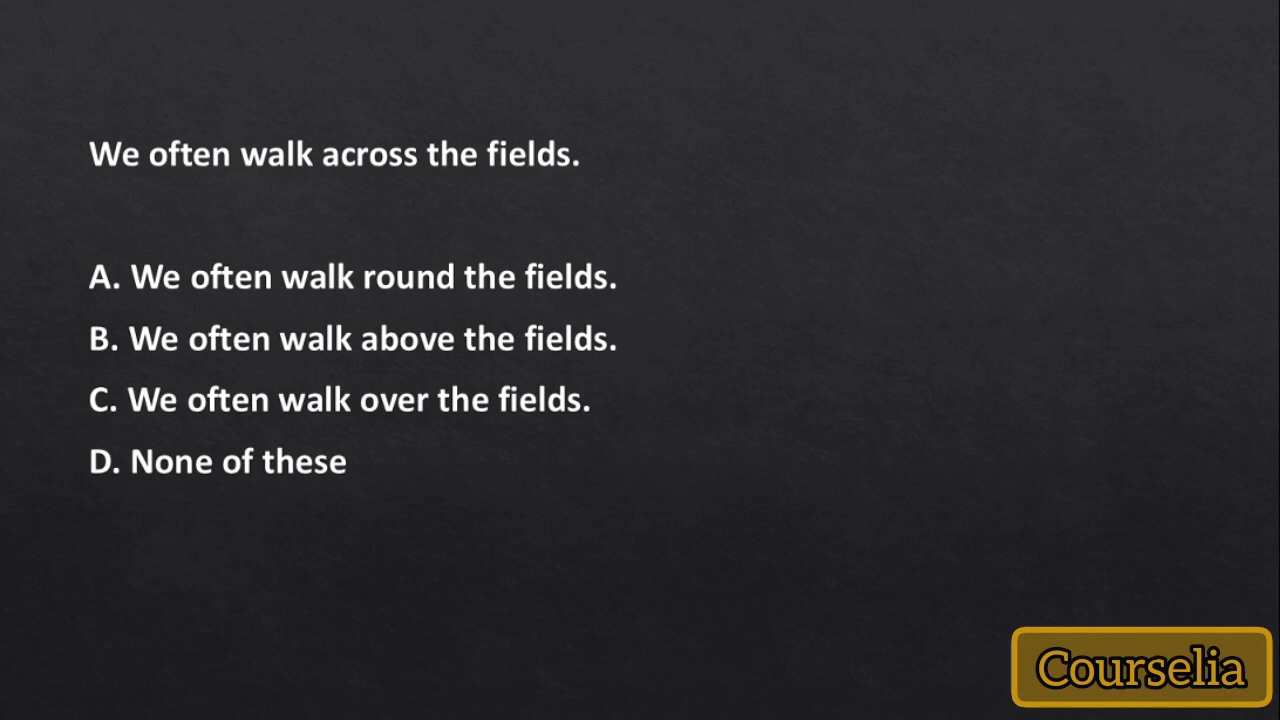 We often walk across the fields.
A. We often walk round the fields.
B. We often walk above the fields.
C. We often walk over the fields.
D. None of these
Courselia